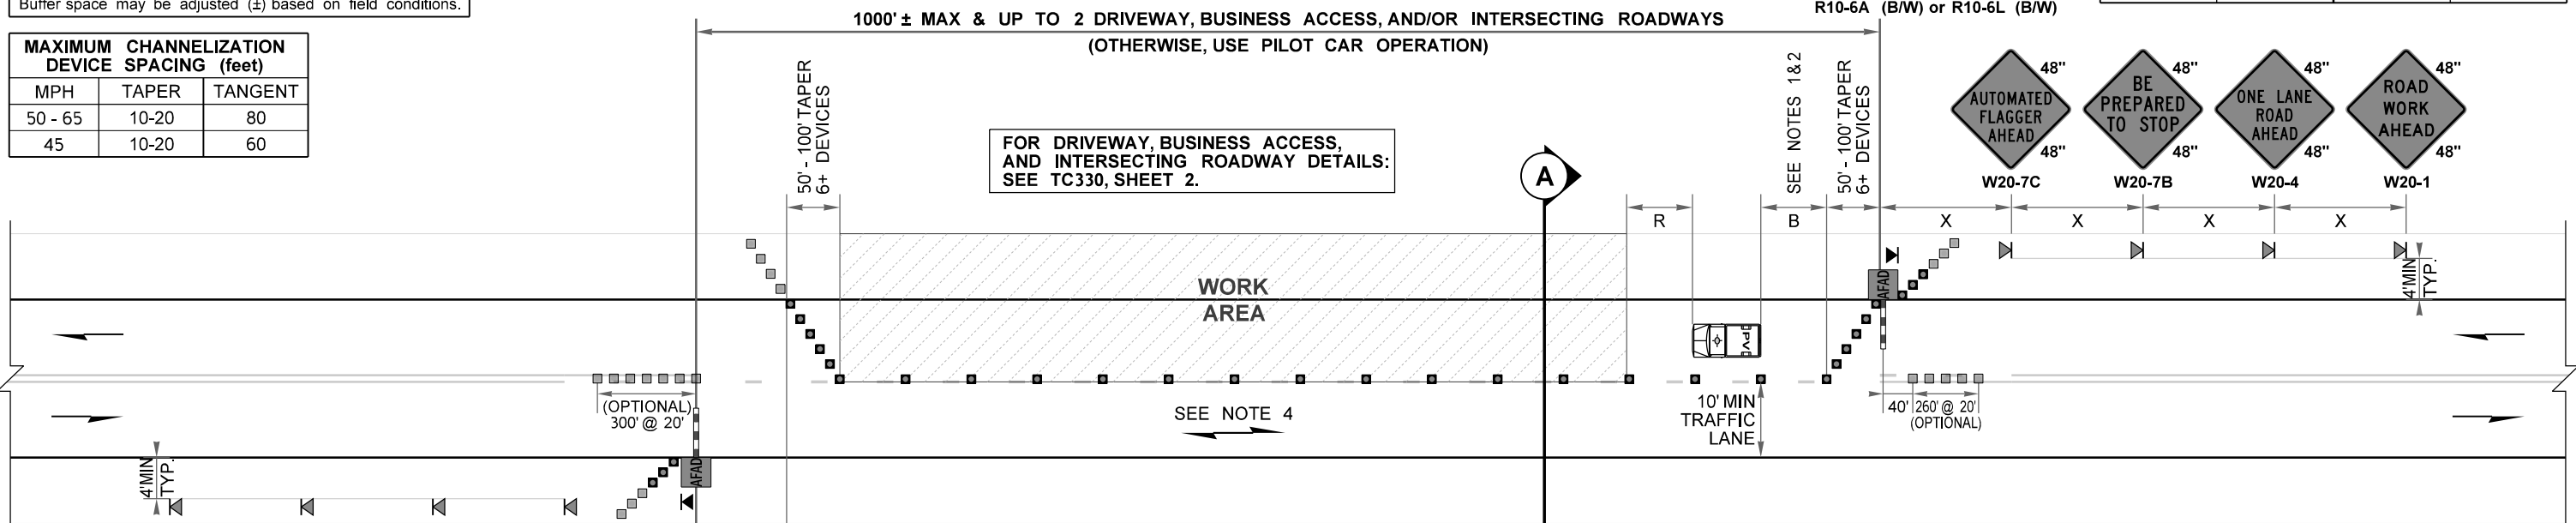 Buffer space may be adjusted (±) based on field conditions.
MAXIMUM CHANNELIZATION
DEVICE SPACING (feet)
MPH TAPER TANGENT
50 - 65 10-20 80
45 10-20 60
1000' ± MAX & UP TO 2 DRIVEWAY, BUSINESS ACCESS, AND/OR INTERSECTING ROADWAYS
(OTHERWISE, USE PILOT CAR OPERATION)
R10-6A (B/W) or R10-6L (B/W)
50' - 100' TAPER
6+ DEVICES
FOR DRIVEWAY, BUSINESS ACCESS,
AND INTERSECTING ROADWAY DETAILS:
SEE TC330, SHEET 2.
A
SEE NOTES 1&2
50' - 100' TAPER
6+ DEVICES
48"
AUTOMATED
FLAGGER
AHEAD
48"
W20-7C
48"
BE
PREPARED
TO STOP
48"
W20-7B
48"
ONE LANE
ROAD
AHEAD
48"
W20-4
48"
ROAD
WORK
AHEAD
48"
W20-1
R
B
X
X
X
X
WORK
AREA
AFAD
4' MIN
TYP.
PV
(OPTIONAL)
300' @ 20'
SEE NOTE 4
10' MIN
TRAFFIC
LANE
40'
260' @ 20'
(OPTIONAL)
4' MIN
TYP.
AFAD